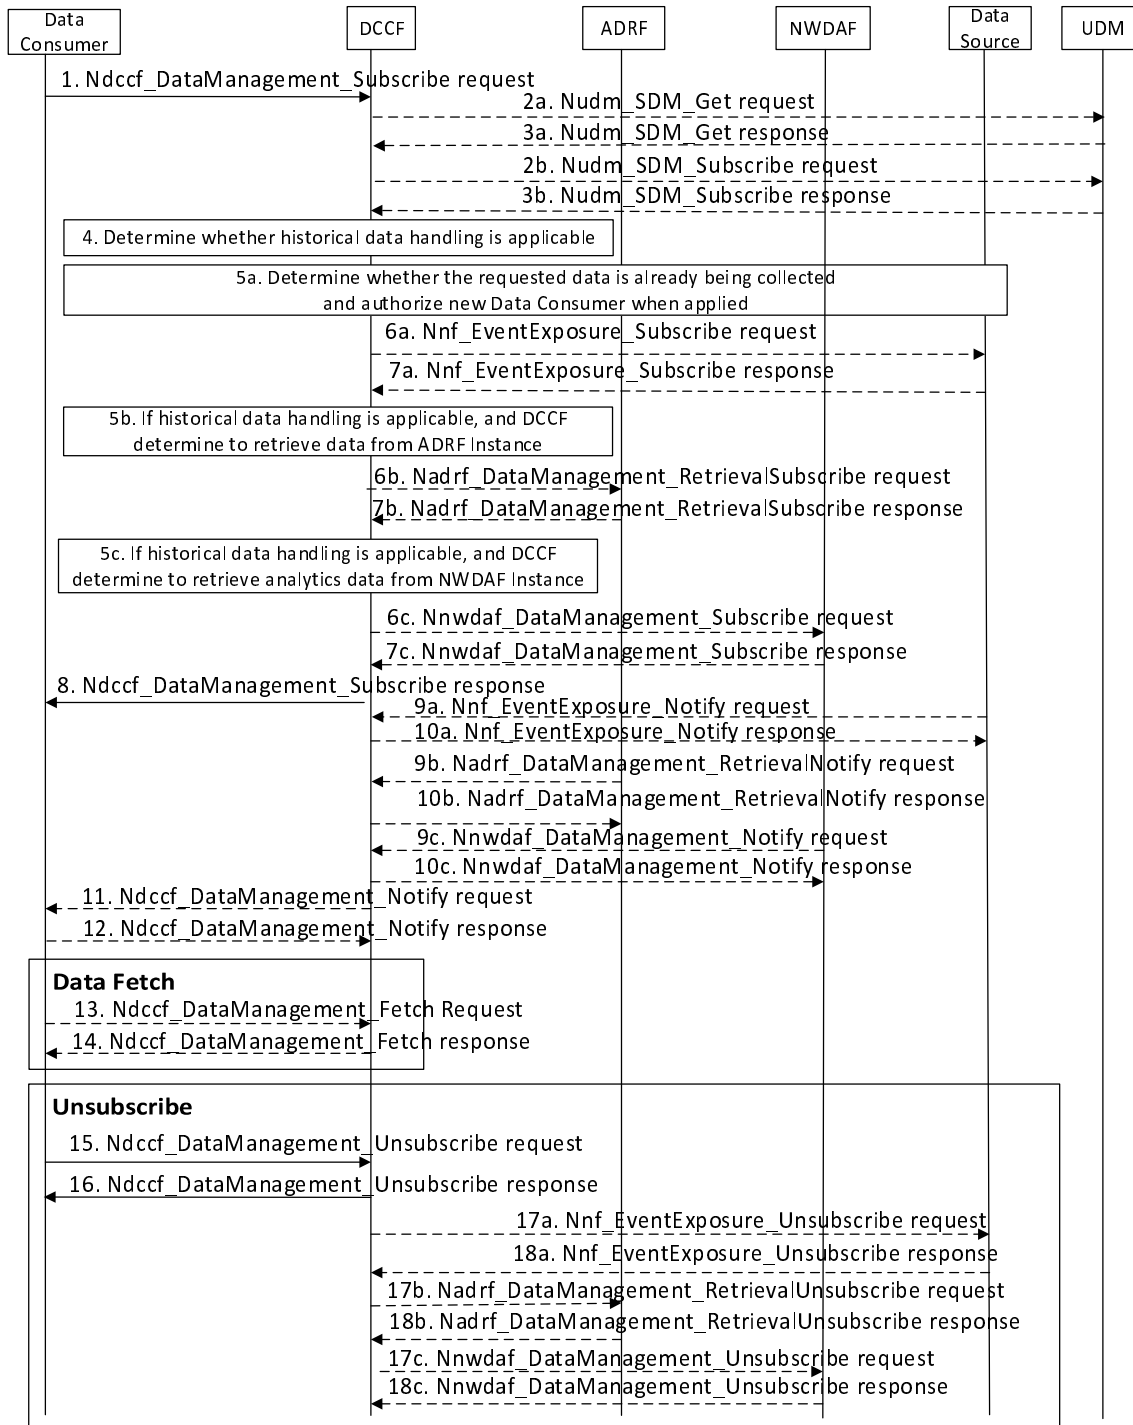 Data
Consumer
DCCF
ADRF
NWDAF
Data
Source
UDM
1. Ndccf_DataManagement_Subscribe request
2a. Nudm_SDM_Get request
3a. Nudm_SDM_Get response
2b. Nudm_SDM_Subscribe request
3b. Nudm_SDM_Subscribe response
4. Determine whether historical data handling is applicable
5a. Determine whether the requested data is already being collected
and authorize new Data Consumer when applied
6a. Nnf_EventExposure_Subscribe request
7a. Nnf_EventExposure_Subscribe response
5b. If historical data handling is applicable, and DCCF
determine to retrieve data from ADRF Instance
6b. Nadrf_DataManagement_RetrievalSubscribe request
7b. Nadrf_DataManagement_RetrievalSubscribe response
5c. If historical data handling is applicable, and DCCF
determine to retrieve analytics data from NWDAF Instance
6c. Nnwdaf_DataManagement_Subscribe request
7c. Nnwdaf_DataManagement_Subscribe response
8. Ndccf_DataManagement_Subscribe response
9a. Nnf_EventExposure_Notify request
10a. Nnf_EventExposure_Notify response
9b. Nadrf_DataManagement_RetrievalNotify request
10b. Nadrf_DataManagement_RetrievalNotify response
9c. Nnwdaf_DataManagement_Notify request
10c. Nnwdaf_DataManagement_Notify response
11. Ndccf_DataManagement_Notify request
12. Ndccf_DataManagement_Notify response
Data Fetch
13. Ndccf_DataManagement_Fetch Request
14. Ndccf_DataManagement_Fetch response
Unsubscribe
15. Ndccf_DataManagement_Unsubscribe request
16. Ndccf_DataManagement_Unsubscribe response
17a. Nnf_EventExposure_Unsubscribe request
18a. Nnf_EventExposure_Unsubscribe response
17b. Nadrf_DataManagement_RetrievalUnsubscribe request
18b. Nadrf_DataManagement_RetrievalUnsubscribe response
17c. Nnwdaf_DataManagement_Unsubscribe request
18c. Nnwdaf_DataManagement_Unsubscribe response